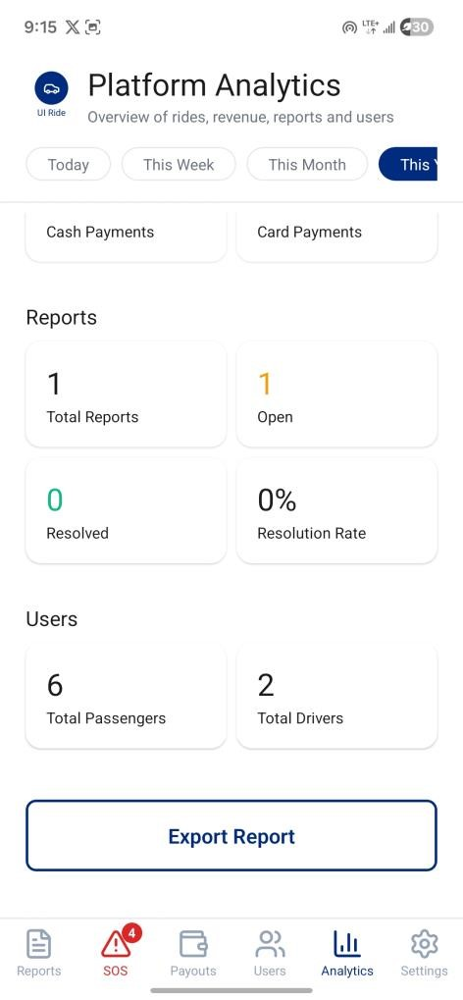 9:15
LTE+
30
Platform Analytics
UI Ride
Overview of rides, revenue, reports and users
Today
This Week
This Month
This
Cash Payments
Card Payments
Reports
1
1
Total Reports
Open
0
0%
Resolved
Resolution Rate
Users
6
2
Total Passengers
Total Drivers
Export Report
4
Reports
SOS
Payouts
Users
Analytics
Settings